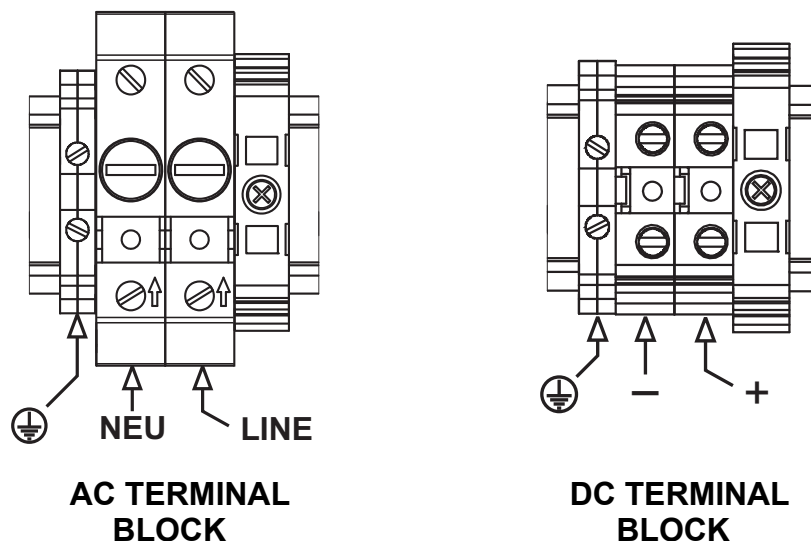 NEU
LINE
AC TERMINAL
BLOCK
− +
DC TERMINAL
BLOCK